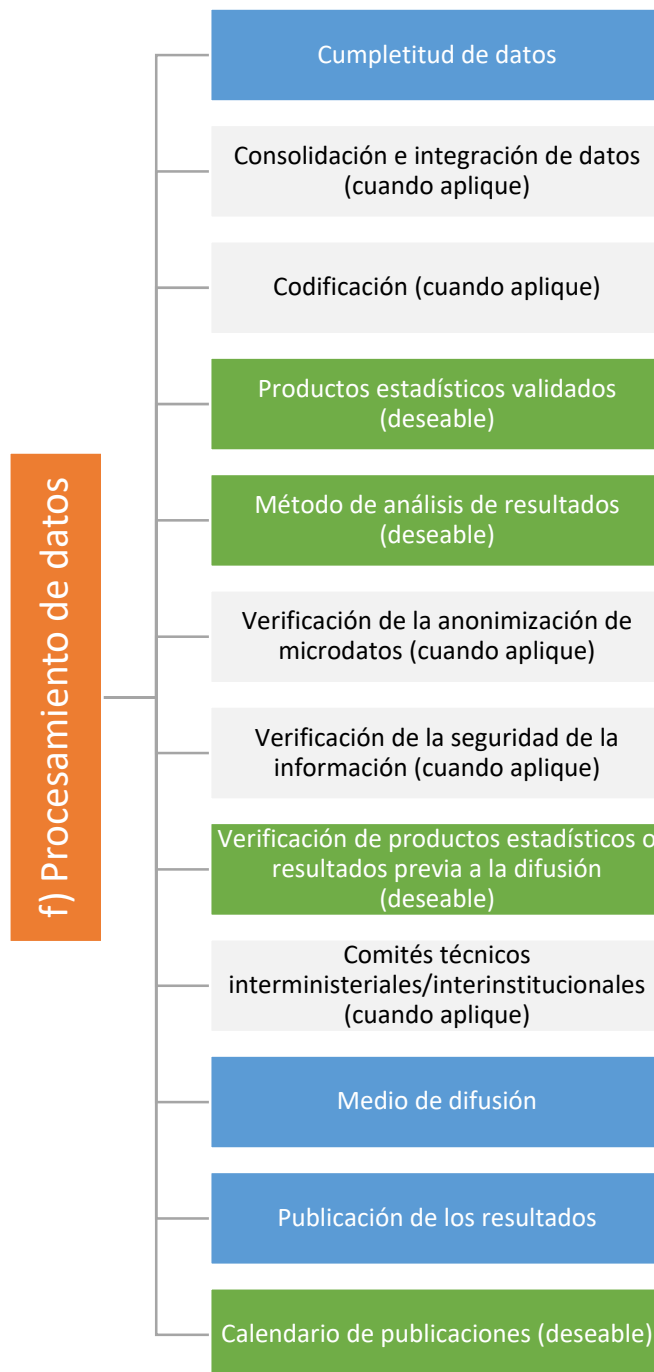 f) Procesamiento de datos
Cumpletitud de datos
Consolidación e integración de datos
(cuando aplique)
Codificación (cuando aplique)
Productos estadísticos validados
(deseable)
Método de análisis de resultados
(deseable)
Verificación de la anonimización de
microdatos (cuando aplique)
Verificación de la seguridad de la
información (cuando aplique)
Verificación de productos estadísticos o
resultados previa a la difusión
(deseable)
Comités técnicos
interministeriales/interinstitucionales
(cuando aplique)
Medio de difusión
Publicación de los resultados
Calendario de publicaciones (deseable)